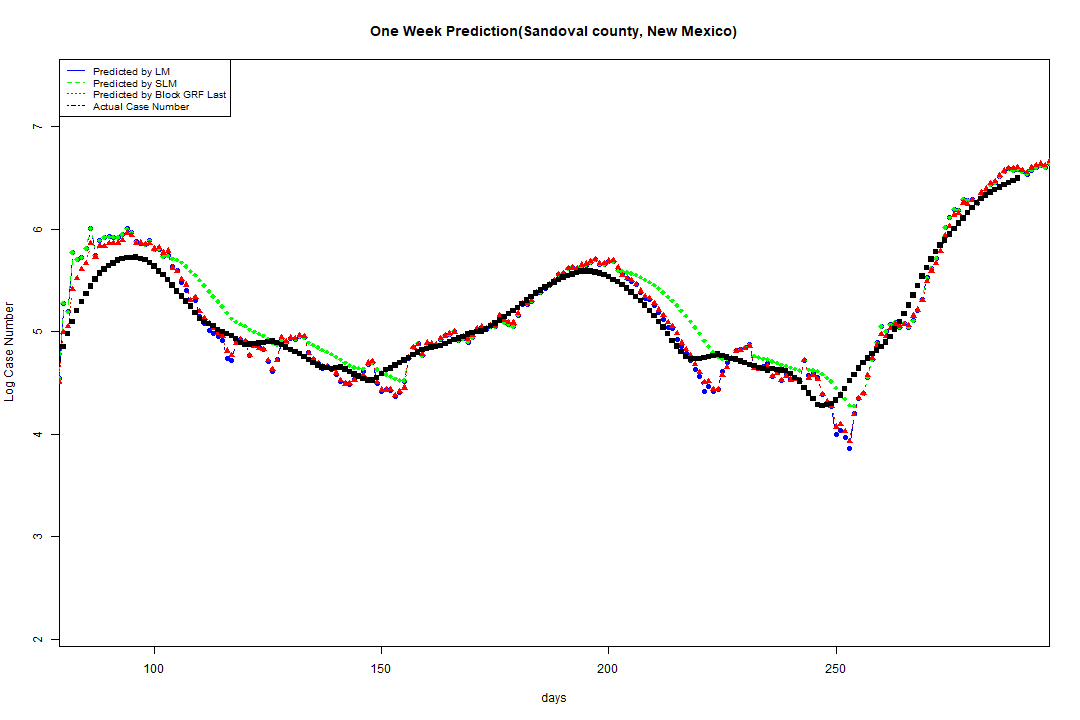 One Week Prediction(Sandoval county, New Mexico)
Predicted by LM
Predicted by SLM
Predicted by Block GRF Last
Actual Case Number
Log Case Number
7
6
5
4
3
2
100
150
200
250
days